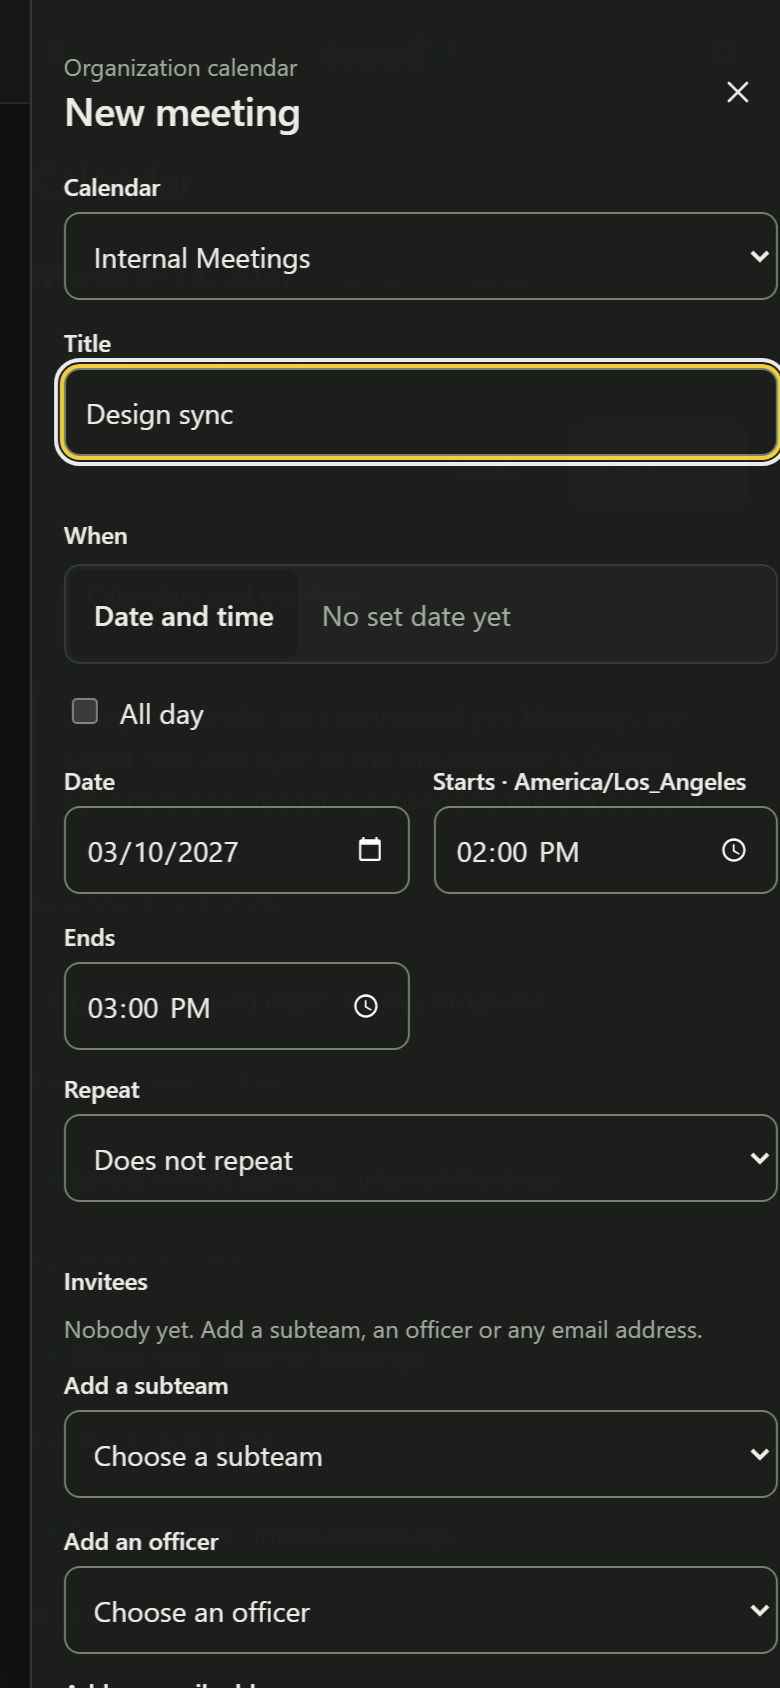 Organization calendar
New meeting
Calendar
Internal Meetings
Title
Design sync
When
Date and time
No set date yet
All day
Date
Starts · America/Los_Angeles
03/10/2027
02:00 PM
Ends
03:00 PM
Repeat
Does not repeat
Invitees
Nobody yet. Add a subteam, an officer or any email address.
Add a subteam
Choose a subteam
Add an officer
Choose an officer